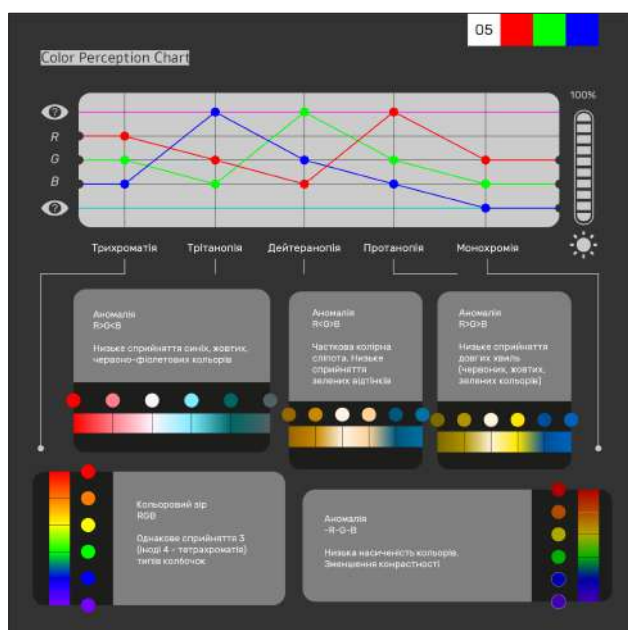 05
Color Perception Chart
100%
?
R
G
B
?
Трихроматія
Трітанопія
Дейтеранопія
Протанопія
Монохромія
Аномалія
R>G<B
Низьке сприйняття синіх, жовтих,
червоно-фіолетових кольорів
Аномалія
R<G>B
Часткова колірна
сліпота. Низьке
сприйняття
зелених відтінків
Аномалія
R>G>B
Низьке сприйняття
довгих хвиль
(червоних, жовтих,
зелених кольорів)
Кольоровий зір
RGB
Однакове сприйняття 3
(іноді 4 - тетрахроматія)
типів колбочок
Аномалія
-R-G-B
Низька насиченість кольорів.
Зменшення конрастності